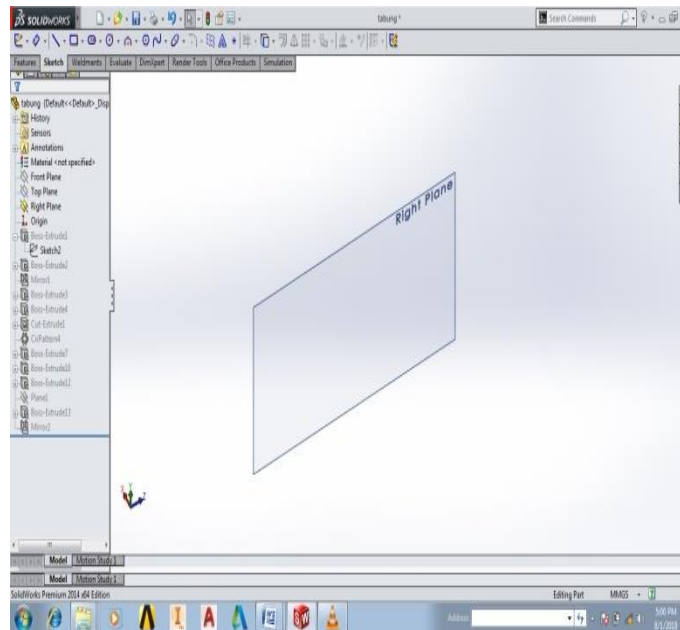 SOLIDWORKS
tabung *
Search Commands
Features Sketch Weldments Evaluate DimXpert Render Tools Office Products Simulation
tabung (Default<<Default>_Disp
History
Sensors
Annotations
Material <not specified>
Front Plane
Top Plane
Right Plane
Origin
Boss-Extrude1
Sketch2
Boss-Extrude2
Mirror1
Boss-Extrude3
Boss-Extrude4
Cut-Extrude1
CirPattern4
Boss-Extrude7
Boss-Extrude10
Boss-Extrude12
Plane1
Boss-Extrude13
Mirror2
Right Plane
Model Motion Study 1
Model Motion Study 1
SolidWorks Premium 2014 x64 Edition
Editing Part MMGS
Address
5:00 PM
8/1/2019